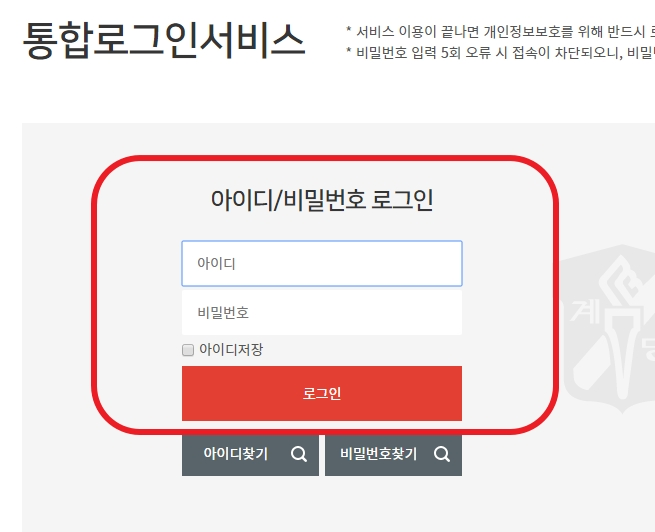 통합로그인서비스
* 서비스 이용이 끝나면 개인정보보호를 위해 반드시
* 비밀번호 입력 5회 오류 시 접속이 차단되오니,
아이디/비밀번호 로그인
아이디
비밀번호
아이디저장
로그인
아이디찾기
비밀번호찾기
계